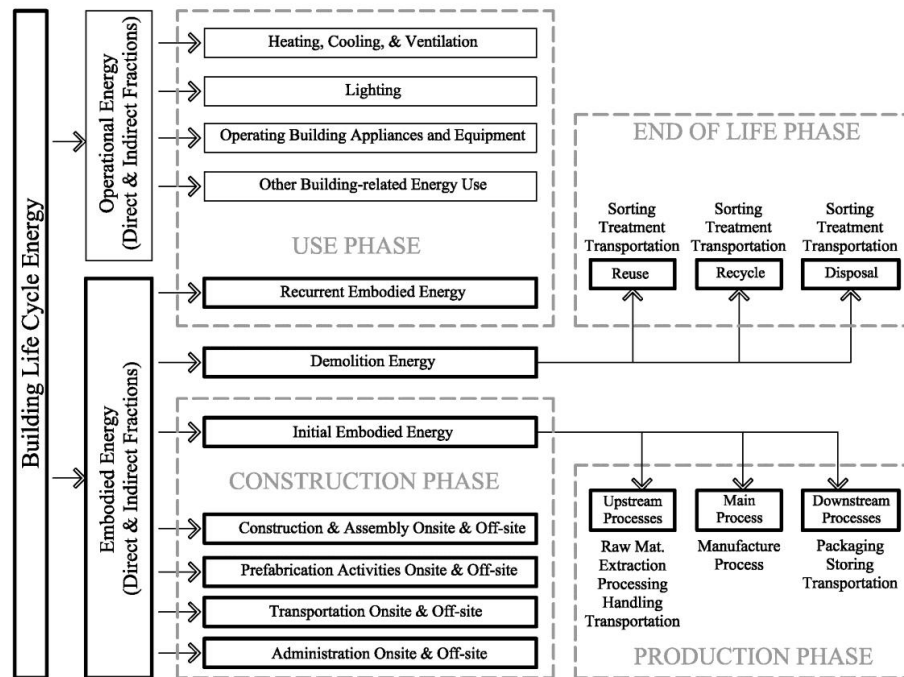 Building Life Cycle Energy
Operational Energy
(Direct & Indirect Fractions)
Embodied Energy
(Direct & Indirect Fractions)
Heating, Cooling, & Ventilation
Lighting
Operating Building Appliances and Equipment
Other Building-related Energy Use
USE PHASE
Recurrent Embodied Energy
Demolition Energy
Initial Embodied Energy
CONSTRUCTION PHASE
Construction & Assembly Onsite & Off-site
Prefabrication Activities Onsite & Off-site
Transportation Onsite & Off-site
Administration Onsite & Off-site
END OF LIFE PHASE
Sorting
Treatment
Transportation
Reuse
Sorting
Treatment
Transportation
Recycle
Sorting
Treatment
Transportation
Disposal
Upstream
Processes
Raw Mat.
Extraction
Processing
Handling
Transportation
Main
Process
Manufacture
Process
Downstream
Processes
Packaging
Storing
Transportation
PRODUCTION PHASE